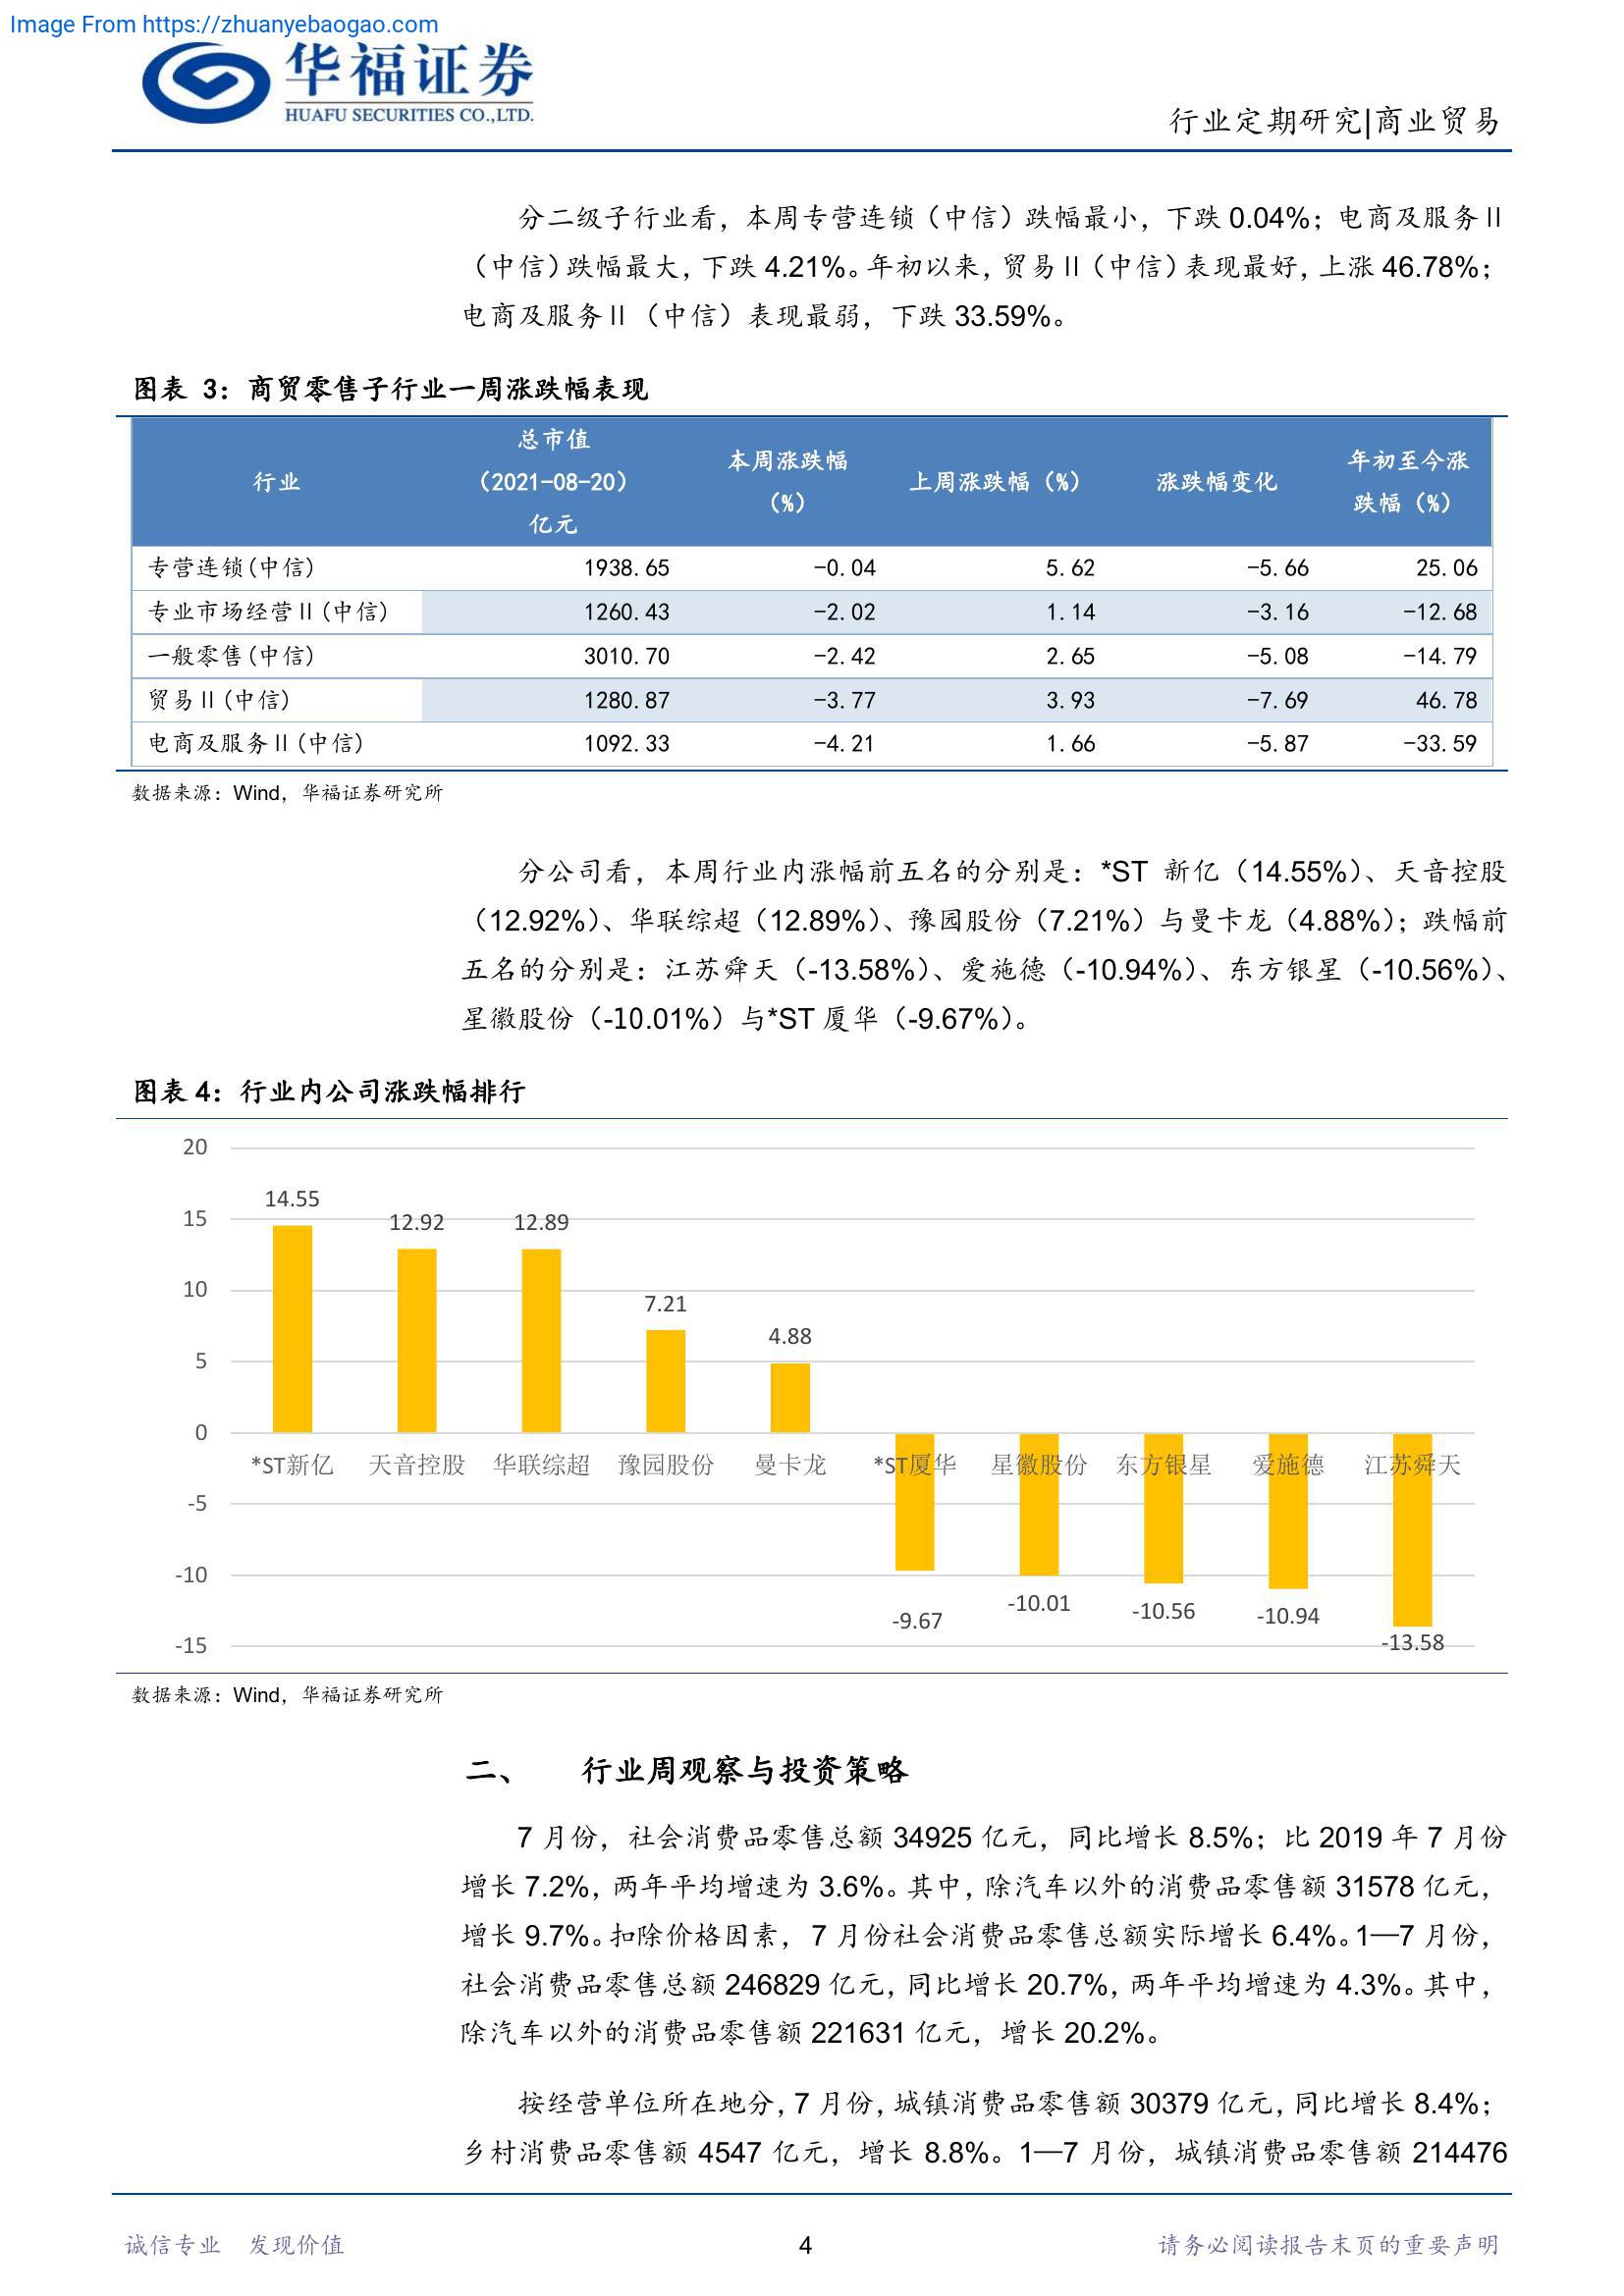 Image From https://zhuanyebaogao.com
华福证券
HUAFU SECURITIES CO.,LTD.
行业定期研究|商业贸易
分二级子行业看，本周专营连锁（中信）跌幅最小，下跌 0.04%；电商及服务Ⅱ
（中信）跌幅最大，下跌 4.21%。年初以来，贸易Ⅱ（中信）表现最好，上涨 46.78%；
电商及服务Ⅱ（中信）表现最弱，下跌 33.59%。
图表 3：商贸零售子行业一周涨跌幅表现
行业 总市值（2021-08-20）亿元 本周涨跌幅（%） 上周涨跌幅（%） 涨跌幅变化 年初至今涨跌幅（%）
专营连锁(中信) 1938.65 -0.04 5.62 -5.66 25.06
专业市场经营Ⅱ(中信) 1260.43 -2.02 1.14 -3.16 -12.68
一般零售(中信) 3010.70 -2.42 2.65 -5.08 -14.79
贸易Ⅱ(中信) 1280.87 -3.77 3.93 -7.69 46.78
电商及服务Ⅱ(中信) 1092.33 -4.21 1.66 -5.87 -33.59
数据来源：Wind，华福证券研究所
分公司看，本周行业内涨幅前五名的分别是：*ST 新亿（14.55%）、天音控股
（12.92%）、华联综超（12.89%）、豫园股份（7.21%）与曼卡龙（4.88%）；跌幅前
五名的分别是：江苏舜天（-13.58%）、爱施德（-10.94%）、东方银星（-10.56%）、
星徽股份（-10.01%）与*ST 厦华（-9.67%）。
图表 4：行业内公司涨跌幅排行
20
15
10
5
0
-5
-10
-15
14.55 12.92 12.89 7.21 4.88
*ST新亿 天音控股 华联综超 豫园股份 曼卡龙 *ST厦华 星徽股份 东方银星 爱施德 江苏舜天
-9.67 -10.01 -10.56 -10.94 -13.58
数据来源：Wind，华福证券研究所
二、 行业周观察与投资策略
7 月份，社会消费品零售总额 34925 亿元，同比增长 8.5%；比 2019 年 7 月份
增长 7.2%，两年平均增速为 3.6%。其中，除汽车以外的消费品零售额 31578 亿元，
增长 9.7%。扣除价格因素，7 月份社会消费品零售总额实际增长 6.4%。1—7 月份，
社会消费品零售总额 246829 亿元，同比增长 20.7%，两年平均增速为 4.3%。其中，
除汽车以外的消费品零售额 221631 亿元，增长 20.2%。
按经营单位所在地分，7 月份，城镇消费品零售额 30379 亿元，同比增长 8.4%；
乡村消费品零售额 4547 亿元，增长 8.8%。1—7 月份，城镇消费品零售额 214476
诚信专业 发现价值
4
请务必阅读报告末页的重要声明